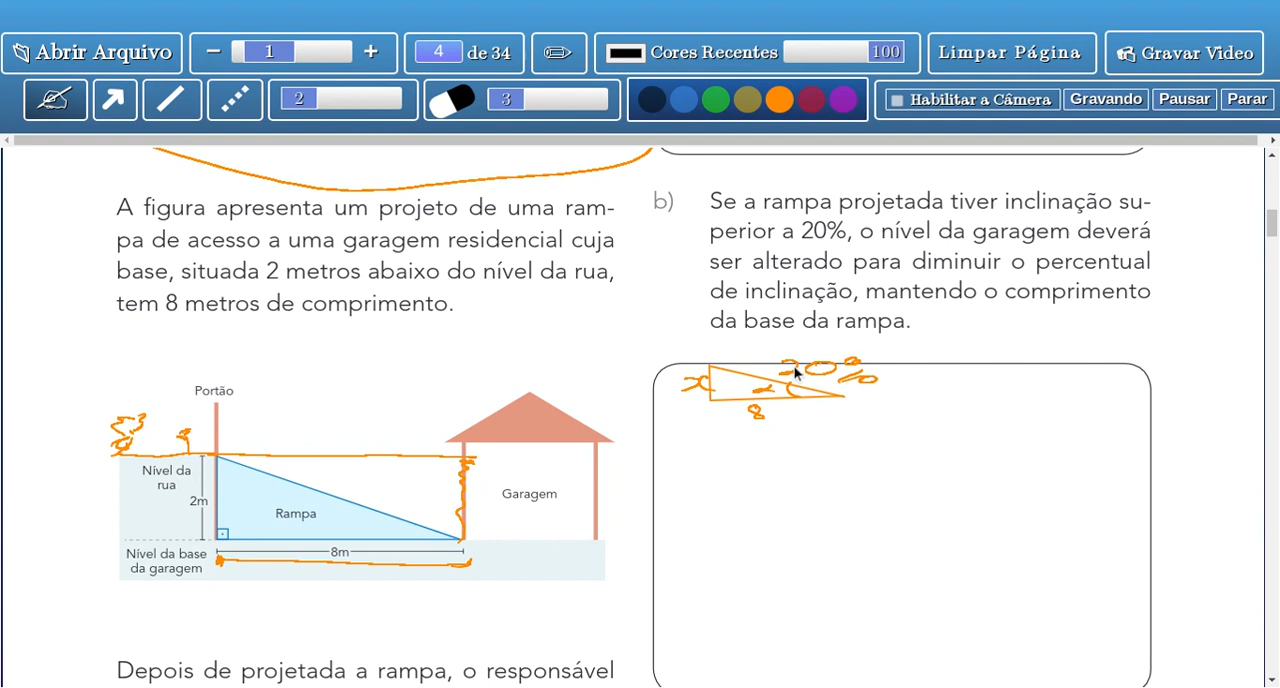 Abrir Arquivo
− 1 +
4 de 34
Cores Recentes 100
Limpar Página
Gravar Video
2
3
Habilitar a Câmera
Gravando
Pausar
Parar
A figura apresenta um projeto de uma ram-
pa de acesso a uma garagem residencial cuja
base, situada 2 metros abaixo do nível da rua,
tem 8 metros de comprimento.
Portão
Nível da
rua
2m
Rampa
Garagem
8m
Nível da base
da garagem
Depois de projetada a rampa, o responsável
b) Se a rampa projetada tiver inclinação su-
perior a 20%, o nível da garagem deverá
ser alterado para diminuir o percentual
de inclinação, mantendo o comprimento
da base da rampa.
20%
x
α
8